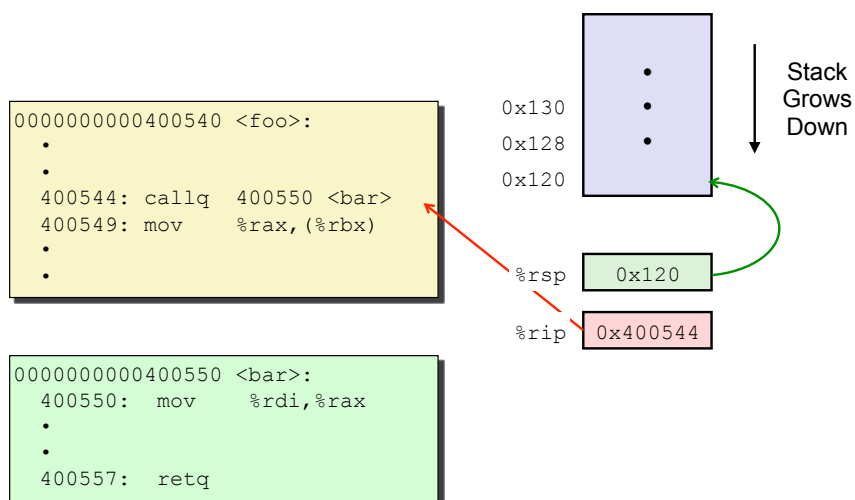 0000000000400540 <foo>:
•
•
400544: callq 400550 <bar>
400549: mov %rax,(%rbx)
•
•
0000000000400550 <bar>:
400550: mov %rdi,%rax
•
•
400557: retq
•
•
0x130 •
0x128 •
0x120
Stack
Grows
Down
%rsp 0x120
%rip 0x400544